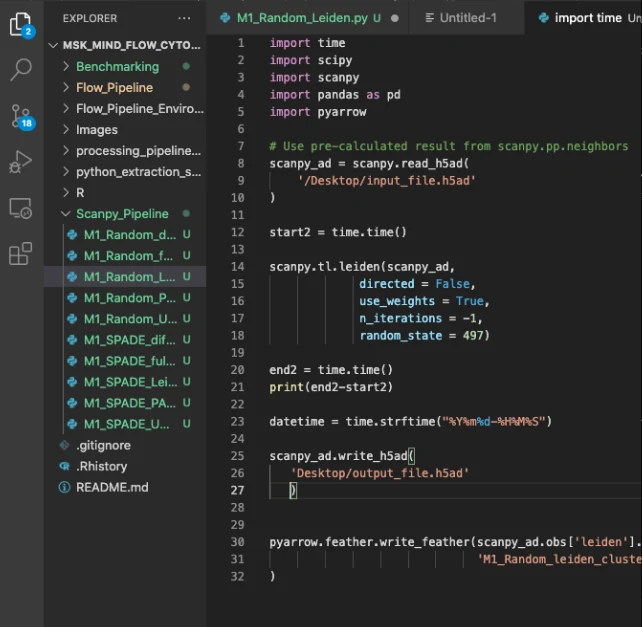 EXPLORER
...
M1_Random_Leiden.py U
Untitled-1
import time Un
2
MSK_MIND_FLOW_CYTO...
Benchmarking
Flow_Pipeline
Flow_Pipeline_Enviro...
Images
processing_pipeline...
python_extraction_s...
R
Scanpy_Pipeline
M1_Random_d... U
M1_Random_f... U
M1_Random_L... U
M1_Random_P... U
M1_Random_U... U
M1_SPADE_dif... U
M1_SPADE_ful... U
M1_SPADE_Lei... U
M1_SPADE_PA... U
M1_SPADE_U... U
.gitignore
.Rhistory
README.md
18
1 import time
2 import scipy
3 import scanpy
4 import pandas as pd
5 import pyarrow
6
7 # Use pre-calculated result from scanpy.pp.neighbors
8 scanpy_ad = scanpy.read_h5ad(
9 '/Desktop/input_file.h5ad'
10 )
11
12 start2 = time.time()
13
14 scanpy.tl.leiden(scanpy_ad,
15 directed = False,
16 use_weights = True,
17 n_iterations = -1,
18 random_state = 497)
19
20 end2 = time.time()
21 print(end2-start2)
22
23 datetime = time.strftime("%Y%m%d-%H%M%S")
24
25 scanpy_ad.write_h5ad(
26 'Desktop/output_file.h5ad'
27 )
28
29
30 pyarrow.feather.write_feather(scanpy_ad.obs['leiden'].
31 'M1_Random_leiden_cluste
32 )